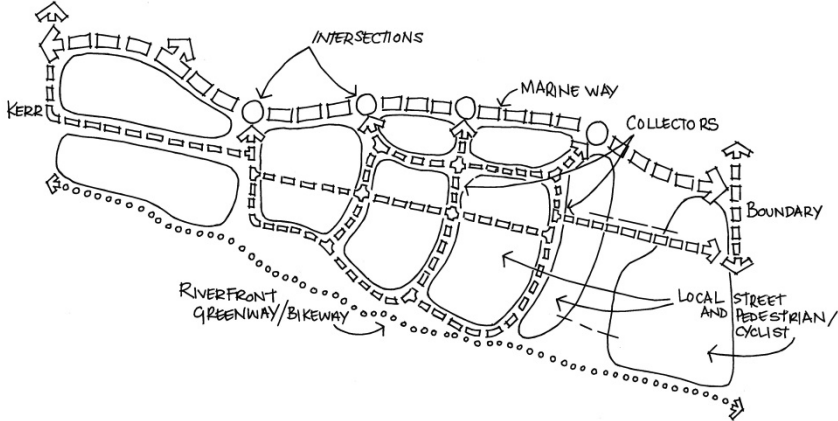 INTERSECTIONS
MARINE WAY
KERR
COLLECTORS
BOUNDARY
RIVERFRONT
GREENWAY/BIKEWAY
LOCAL STREET
AND PEDESTRIAN/
CYCLIST